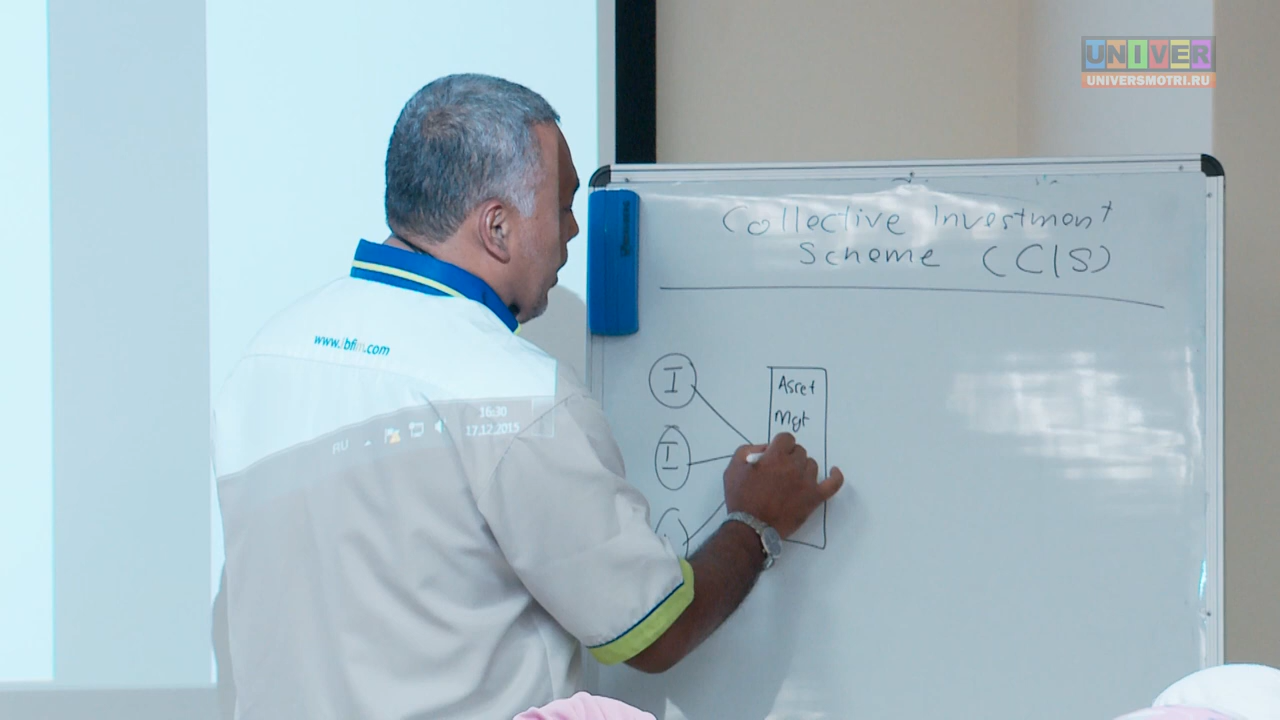 UNIVER
UNIVERSMOTRI.RU
Collective Investment
Scheme (CIS)
www.ibfim.com
I
Asset
Mgt
16:30
RU
17.12.2015
I